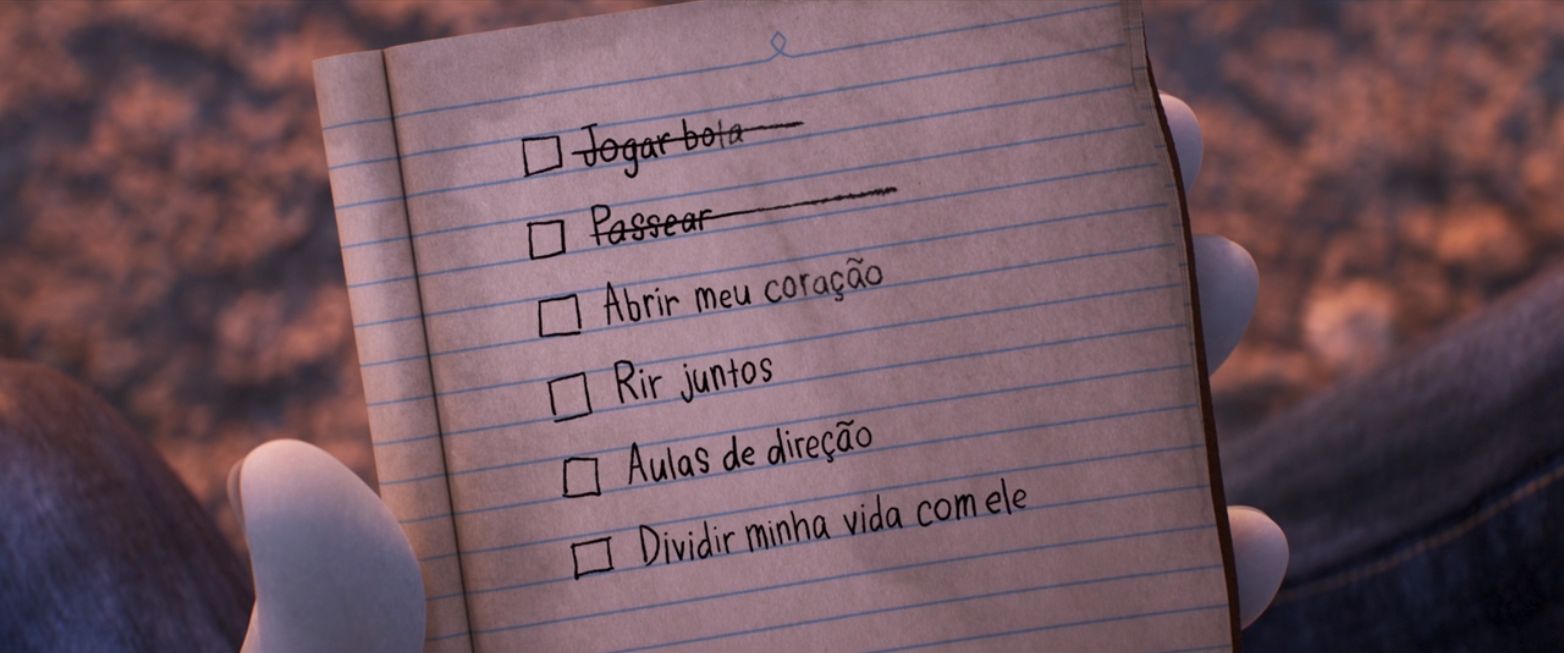 Jogar bola
Passear
Abrir meu coração
Rir juntos
Aulas de direção
Dividir minha vida com ele